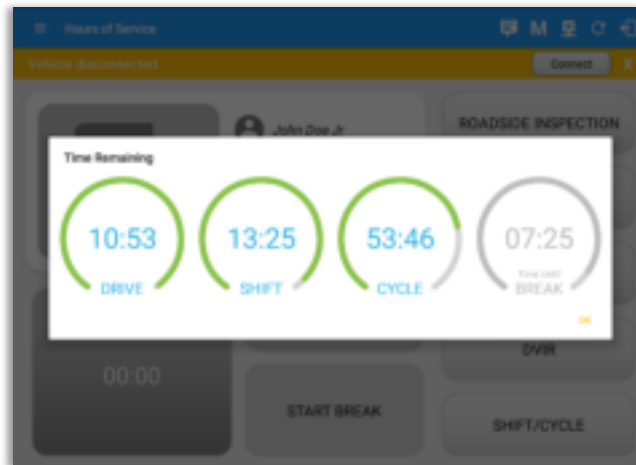 Hours of Service
M
Vehicle disconnected
Connect
X
John Doe Jr
ROADSIDE INSPECTION
Time Remaining
10:53
DRIVE
13:25
SHIFT
53:46
CYCLE
07:25
Time Until
BREAK
OK
00:00
START BREAK
DVIR
SHIFT/CYCLE